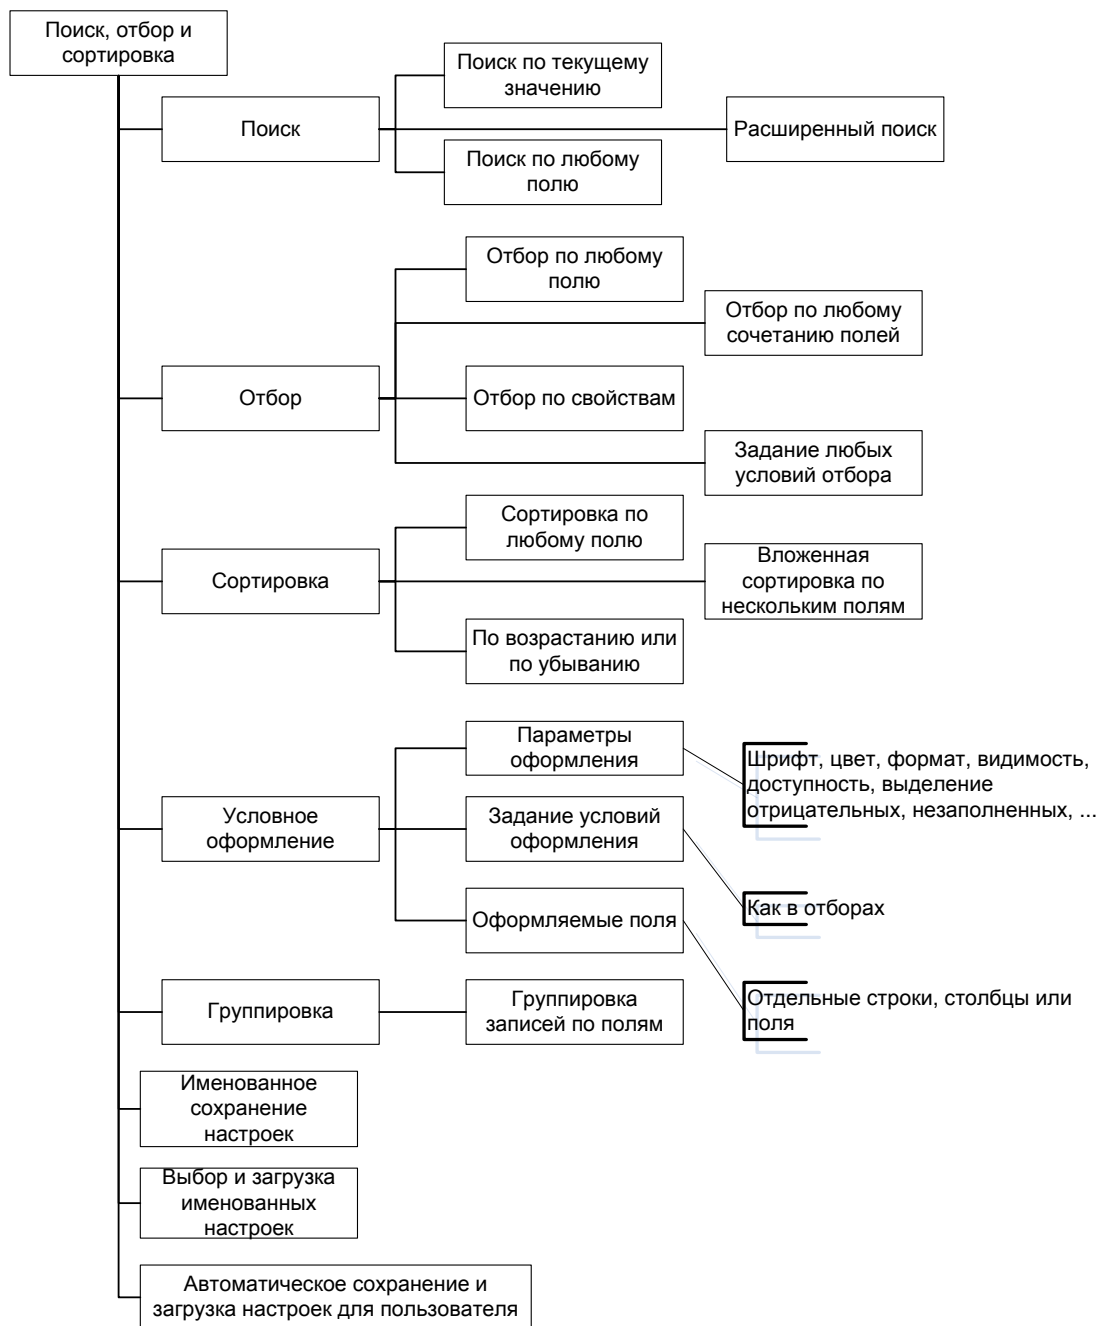 Поиск, отбор и
сортировка
Поиск
Поиск по текущему
значению
Расширенный поиск
Поиск по любому
полю
Отбор
Отбор по любому
полю
Отбор по любому
сочетанию полей
Отбор по свойствам
Задание любых
условий отбора
Сортировка
Сортировка по
любому полю
Вложенная
сортировка по
нескольким полям
По возрастанию или
по убыванию
Условное
оформление
Параметры
оформления
Шрифт, цвет, формат, видимость,
доступность, выделение
отрицательных, незаполненных, ...
Задание условий
оформления
Как в отборах
Оформляемые поля
Отдельные строки, столбцы или
поля
Группировка
Группировка
записей по полям
Именованное
сохранение
настроек
Выбор и загрузка
именованных
настроек
Автоматическое сохранение и
загрузка настроек для пользователя